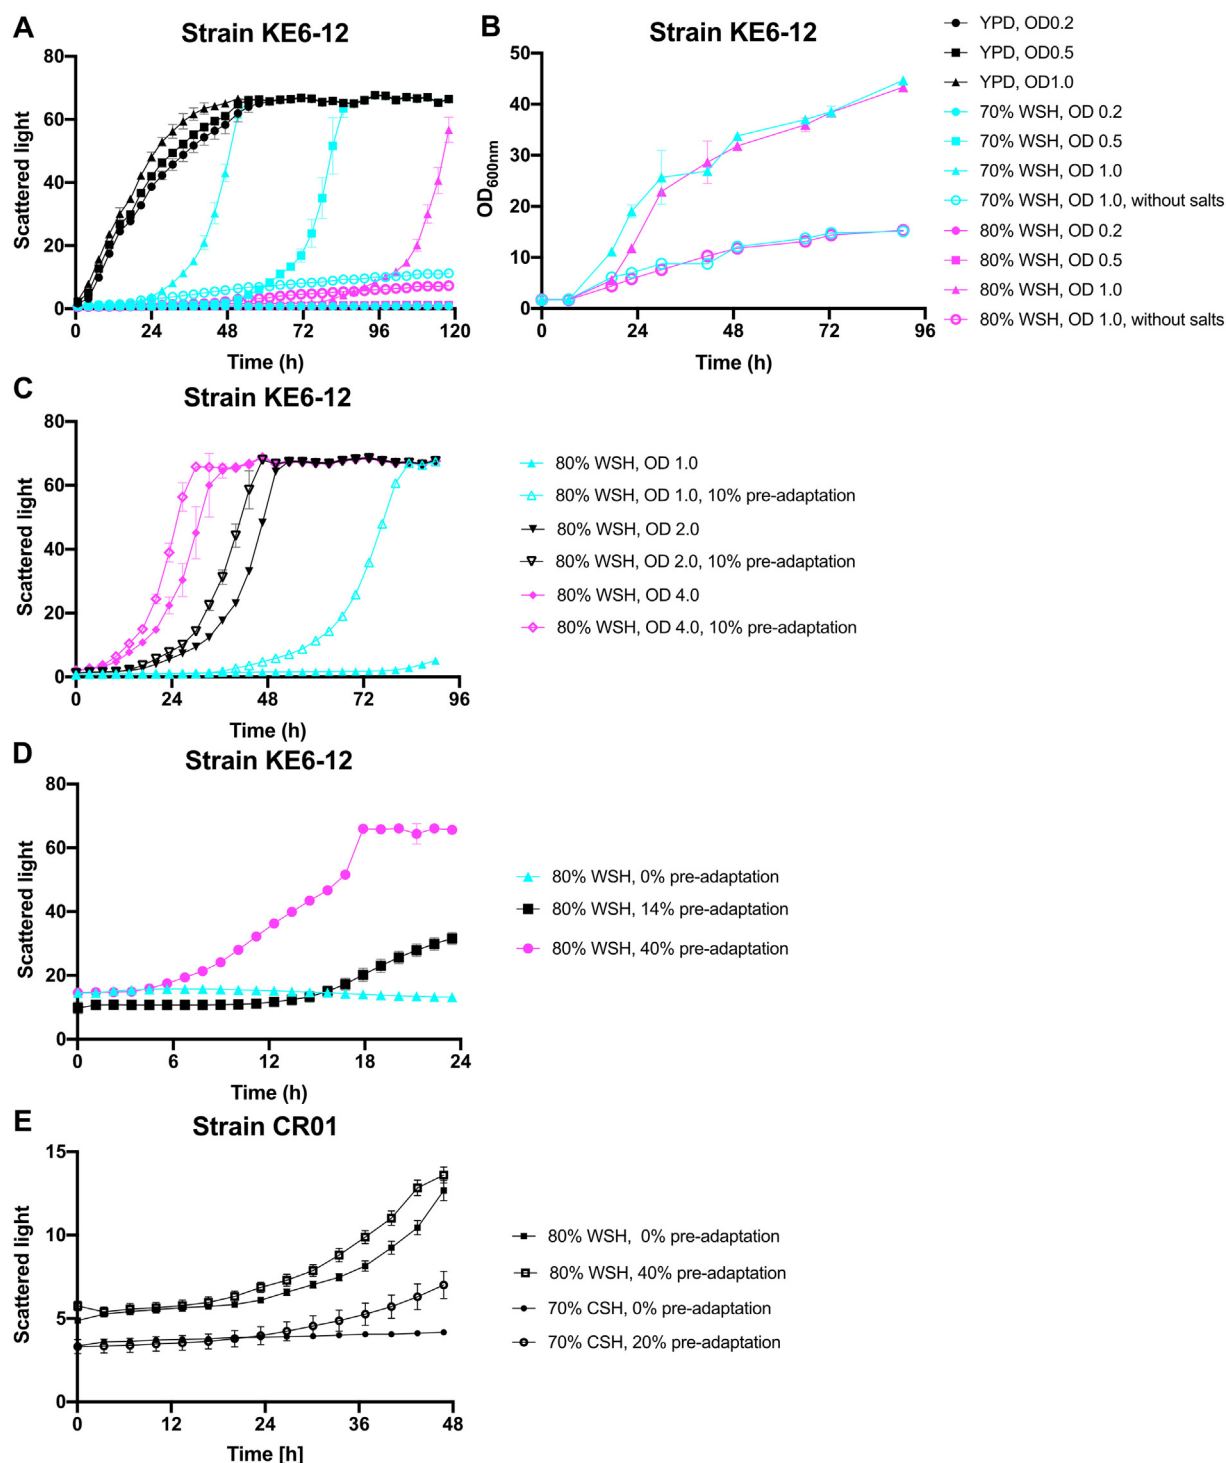 A
Strain KE6-12
80
60
40
20
0
Scattered light
0
24
48
72
96
120
Time (h)
B
Strain KE6-12
50
40
30
20
10
0
OD600nm
0
24
48
72
96
Time (h)
YPD, OD0.2
YPD, OD0.5
YPD, OD1.0
70% WSH, OD 0.2
70% WSH, OD 0.5
70% WSH, OD 1.0
70% WSH, OD 1.0, without salts
80% WSH, OD 0.2
80% WSH, OD 0.5
80% WSH, OD 1.0
80% WSH, OD 1.0, without salts
C
Strain KE6-12
80
60
40
20
0
Scattered light
0
24
48
72
96
Time (h)
80% WSH, OD 1.0
80% WSH, OD 1.0, 10% pre-adaptation
80% WSH, OD 2.0
80% WSH, OD 2.0, 10% pre-adaptation
80% WSH, OD 4.0
80% WSH, OD 4.0, 10% pre-adaptation
D
Strain KE6-12
80
60
40
20
0
Scattered light
0
6
12
18
24
Time (h)
80% WSH, 0% pre-adaptation
80% WSH, 14% pre-adaptation
80% WSH, 40% pre-adaptation
E
Strain CR01
15
10
5
0
Scattered light
0
12
24
36
48
Time [h]
80% WSH, 0% pre-adaptation
80% WSH, 40% pre-adaptation
70% CSH, 0% pre-adaptation
70% CSH, 20% pre-adaptation